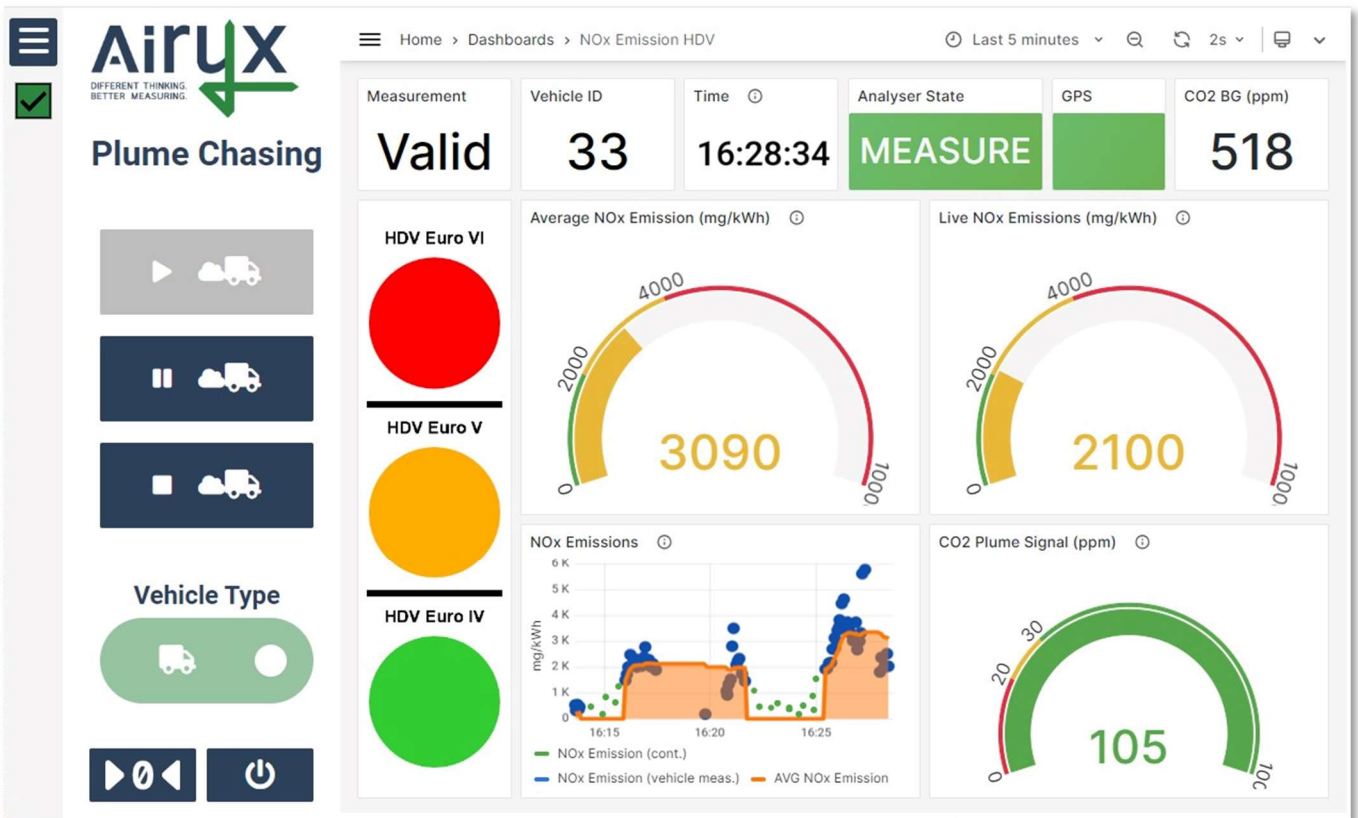 Airyx
DIFFERENT THINKING.
BETTER MEASURING.
Plume Chasing
Vehicle Type
0
Home › Dashboards › NOx Emission HDV
Last 5 minutes
2s
Measurement
Valid
Vehicle ID
33
Time
16:28:34
Analyser State
MEASURE
GPS
CO2 BG (ppm)
518
HDV Euro VI
HDV Euro V
HDV Euro IV
Average NOx Emission (mg/kWh)
0
2000
4000
1000
3090
Live NOx Emissions (mg/kWh)
0
2000
4000
1000
2100
NOx Emissions
mg/kWh
6 K
5 K
4 K
3 K
2 K
1 K
0
16:15 16:20 16:25
NOx Emission (cont.)
NOx Emission (vehicle meas.) AVG NOx Emission
CO2 Plume Signal (ppm)
0
20
30
105